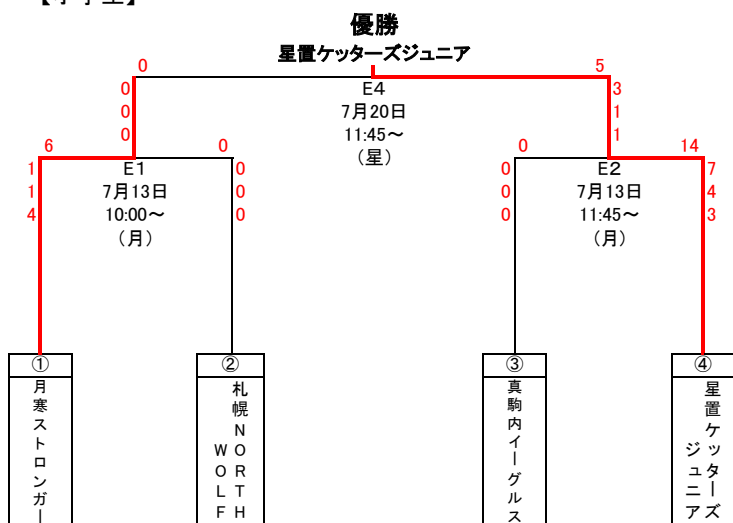 優勝
星置ケッターズジュニア
0
5
0
0
0
E4
7月20日
11:45～
（星）
3
1
1
6
0
0
14
1
1
4
E1
7月13日
10:00～
（月）
0
0
0
0
0
0
E2
7月13日
11:45～
（月）
7
4
3
①
②
③
④
月寒ストロンガー
札幌NORTH
WOLF
真駒内イーグルス
星置ケッターズ
ジュニア